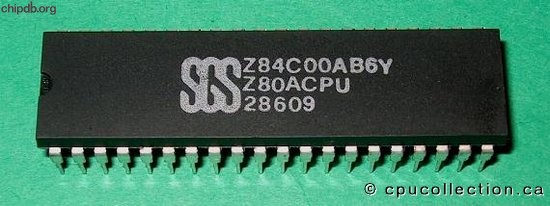 chipdb.org
SGS
Z84C00AB6Y
Z80ACPU
28609
© cpucollection.ca